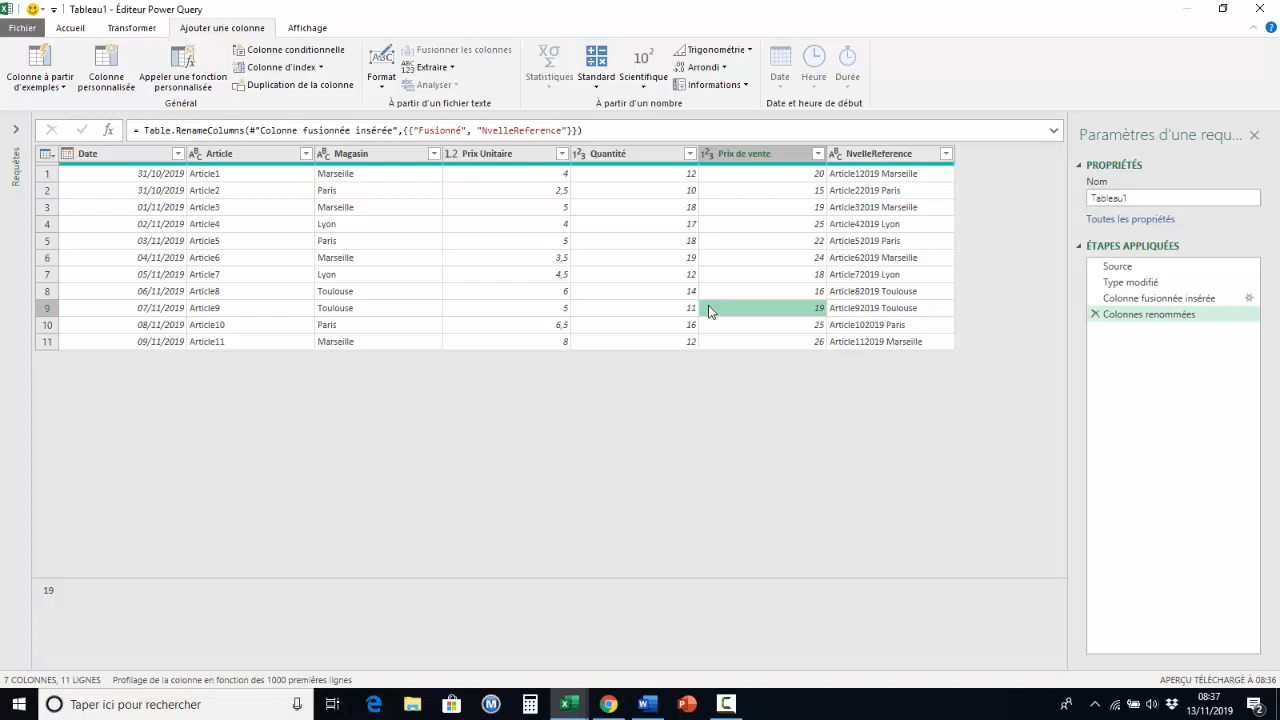 Tableau1 - Éditeur Power Query
Fichier Accueil Transformer Ajouter une colonne Affichage
Colonne à partir d'exemples
Colonne personnalisée
Appeler une fonction personnalisée
Colonne conditionnelle
Colonne d'index
Duplication de la colonne
Général
Format
Fusionner les colonnes
Extraire
Analyser
À partir d'un fichier texte
Statistiques
Standard
Scientifique
Trigonométrie
Arrondi
Informations
À partir d'un nombre
Date
Heure
Durée
Date et heure de début
Requêtes
= Table.RenameColumns(#"Colonne fusionnée insérée",{{"Fusionné", "NvelleReference"}})
Date Article Magasin 1.2 Prix Unitaire Quantité Prix de vente NvelleReference
1 31/10/2019 Article1 Marseille 4 12 20 Article12019 Marseille
2 31/10/2019 Article2 Paris 2,5 10 15 Article22019 Paris
3 01/11/2019 Article3 Marseille 5 18 19 Article32019 Marseille
4 02/11/2019 Article4 Lyon 4 17 25 Article42019 Lyon
5 03/11/2019 Article5 Paris 5 18 22 Article52019 Paris
6 04/11/2019 Article6 Marseille 3,5 19 24 Article62019 Marseille
7 05/11/2019 Article7 Lyon 4,5 12 18 Article72019 Lyon
8 06/11/2019 Article8 Toulouse 6 14 16 Article82019 Toulouse
9 07/11/2019 Article9 Toulouse 5 11 19 Article92019 Toulouse
10 08/11/2019 Article10 Paris 6,5 16 25 Article102019 Paris
11 09/11/2019 Article11 Marseille 8 12 26 Article112019 Marseille
19
Paramètres d'une requ...
PROPRIÉTÉS
Nom
Tableau1
Toutes les propriétés
ÉTAPES APPLIQUÉES
Source
Type modifié
Colonne fusionnée insérée
Colonnes renommées
7 COLONNES, 11 LIGNES Profilage de la colonne en fonction des 1000 premières lignes
APERÇU TÉLÉCHARGÉ À 08:36
Taper ici pour rechercher
08:37
13/11/2019
2